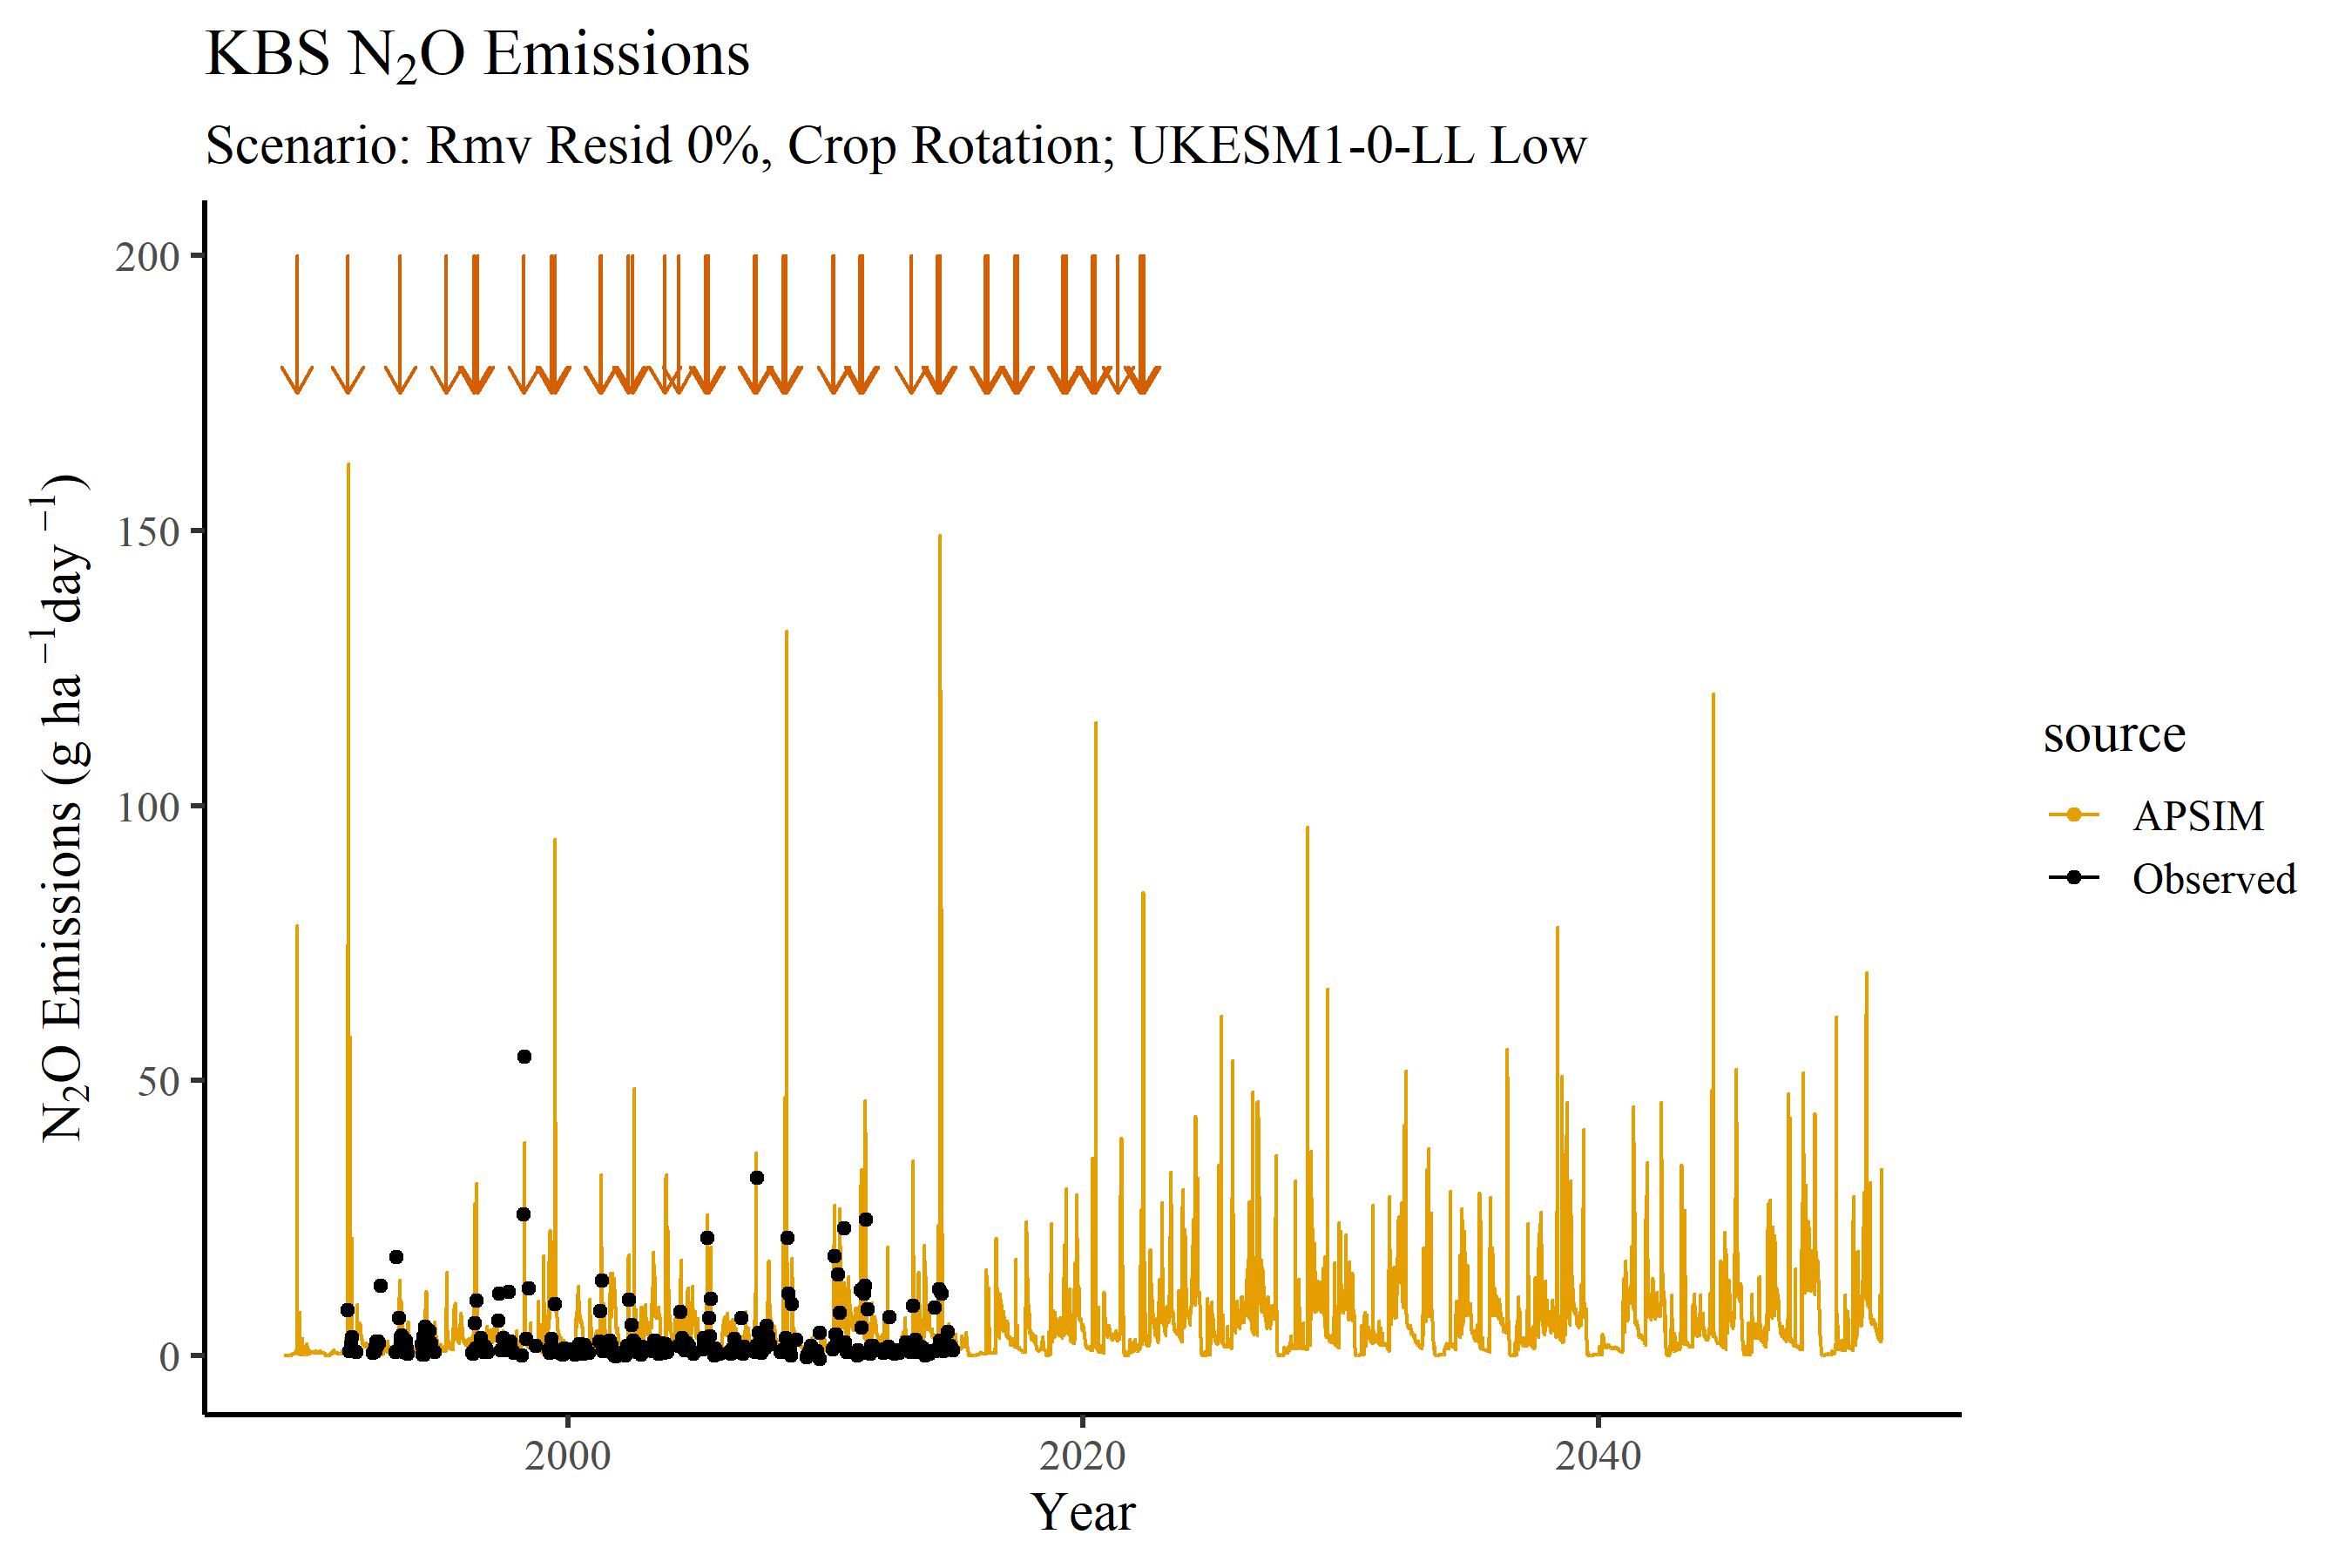 KBS N₂O Emissions
Scenario: Rmv Resid 0%, Crop Rotation; UKESM1-0-LL Low
N₂O Emissions (g ha ⁻¹day ⁻¹)
200
150
100
50
0
2000
2020
2040
Year
source
APSIM
Observed